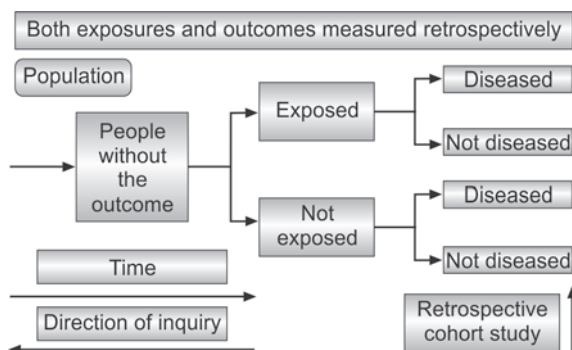 Both exposures and outcomes measured retrospectively
Population
People
without
the
outcome
Exposed
Not
exposed
Diseased
Not diseased
Diseased
Not diseased
Time
Direction of inquiry
Retrospective
cohort study